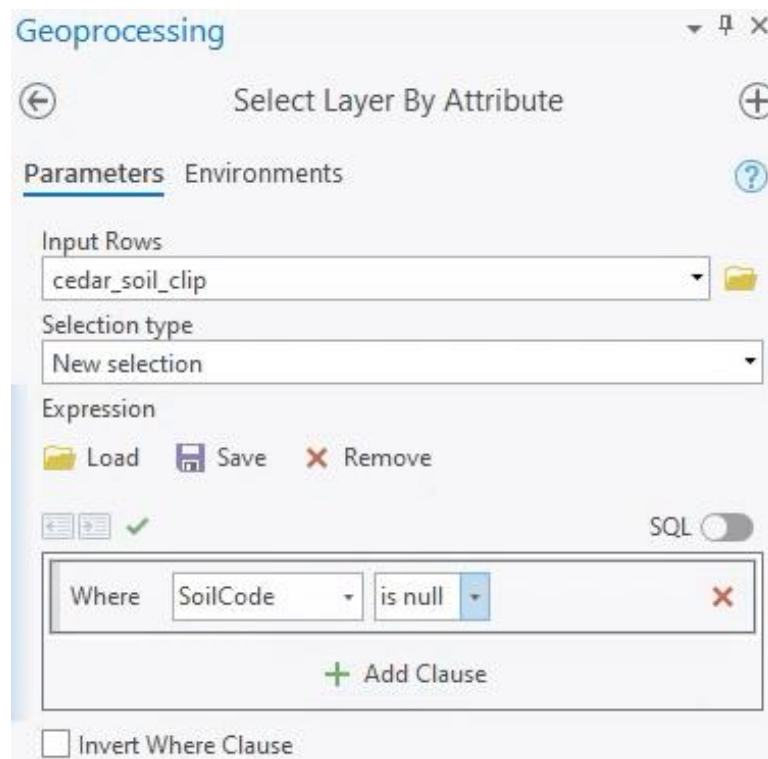 Geoprocessing
Select Layer By Attribute
Parameters Environments
Input Rows
cedar_soil_clip
Selection type
New selection
Expression
Load Save Remove
SQL
Where SoilCode is null
Add Clause
Invert Where Clause